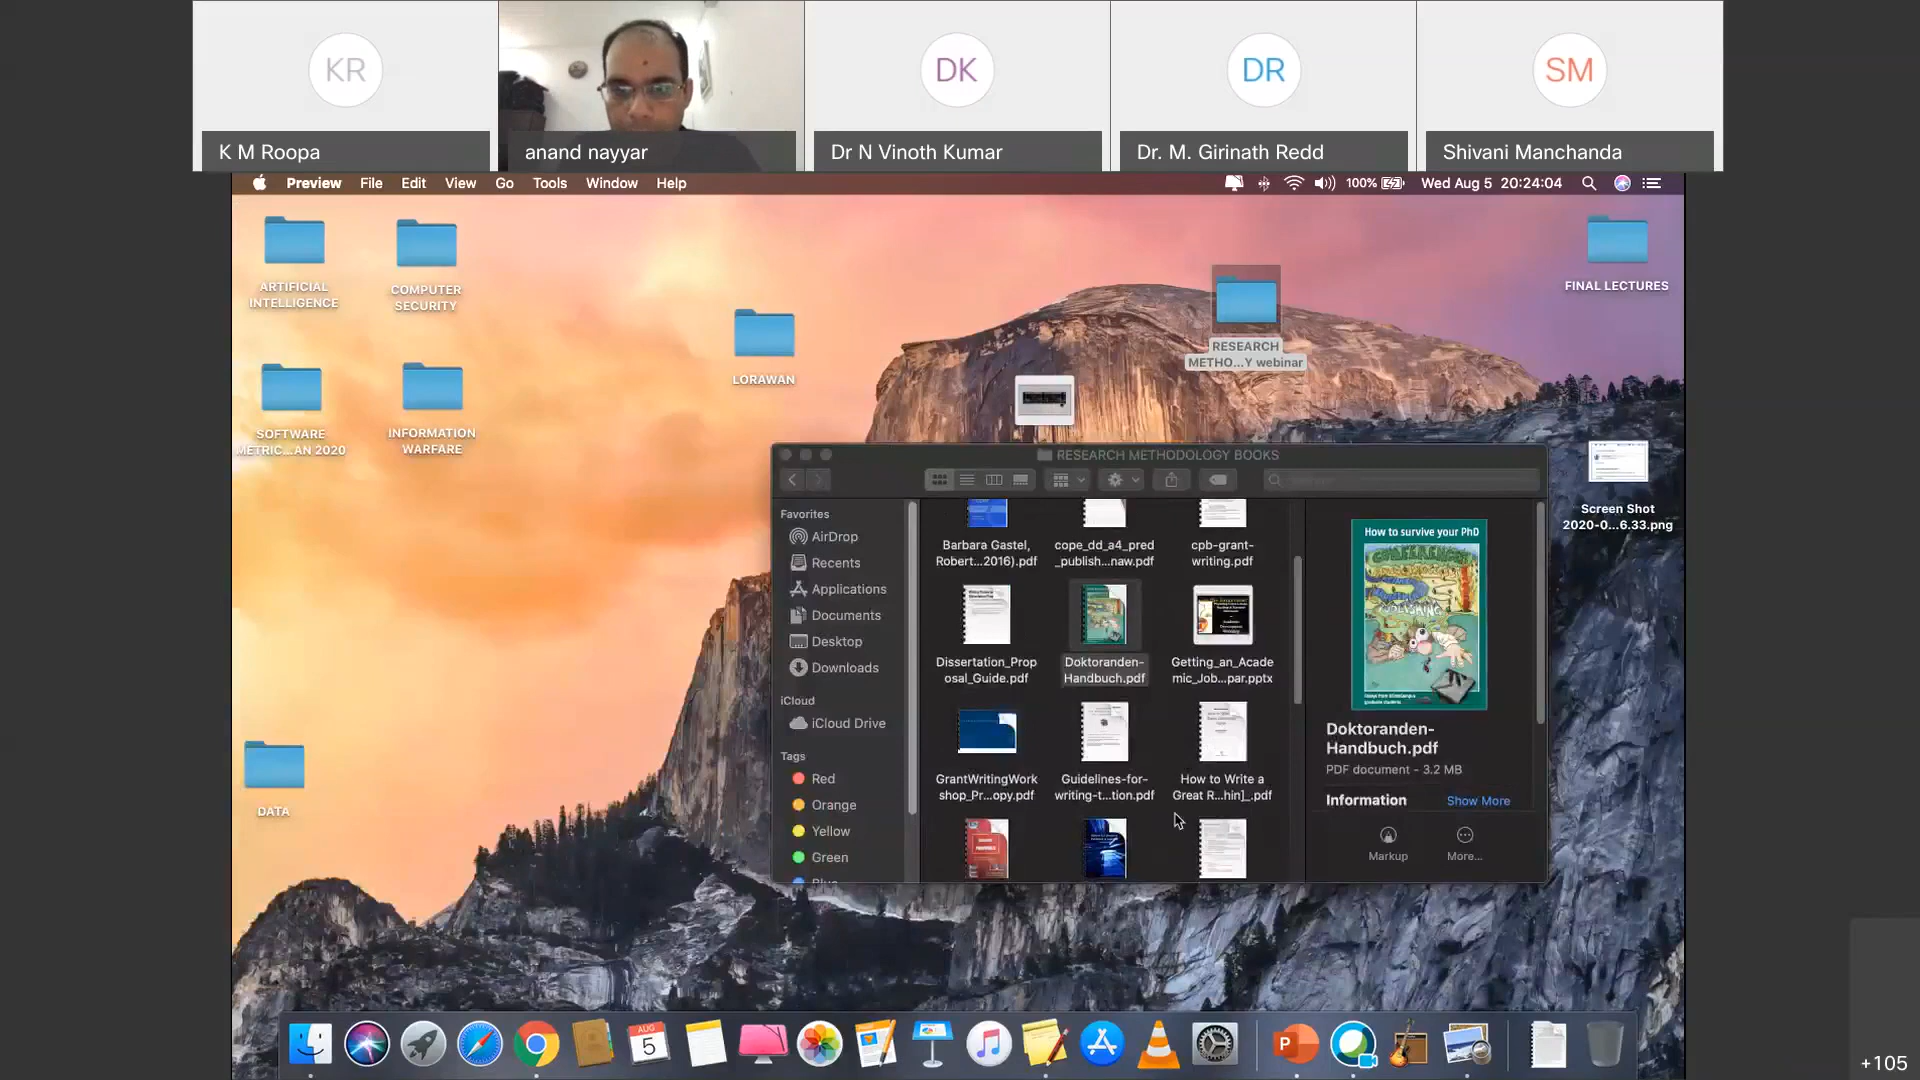 KR
DK
DR
SM
K M Roopa
anand nayyar
Dr N Vinoth Kumar
Dr. M. Girinath Redd
Shivani Manchanda
Preview File Edit View Go Tools Window Help
100%
Wed Aug 5 20:24:04
ARTIFICIAL
INTELLIGENCE
COMPUTER
SECURITY
SOFTWARE
METRIC...AN 2020
INFORMATION
WARFARE
LORAWAN
RESEARCH
METHO...Y webinar
FINAL LECTURES
Screen Shot
2020-0...6.33.png
DATA
RESEARCH METHODOLOGY BOOKS
Favorites
AirDrop
Recents
Applications
Documents
Desktop
Downloads
iCloud
iCloud Drive
Tags
Red
Orange
Yellow
Green
Blue
Barbara Gastel,
Robert...2016).pdf
cope_dd_a4_pred
_publish...naw.pdf
cpb-grant-
writing.pdf
Dissertation_Prop
osal_Guide.pdf
Doktoranden-
Handbuch.pdf
Getting_an_Acade
mic_Job...par.pptx
GrantWritingWork
shop_Pr...opy.pdf
Guidelines-for-
writing-t...tion.pdf
How to Write a
Great R...hin]_.pdf
How to survive your PhD
CONFERENCES
PUBLISHING
Doktoranden-
Handbuch.pdf
PDF document - 3.2 MB
Information
Show More
Markup
More...
AUG
5
+105